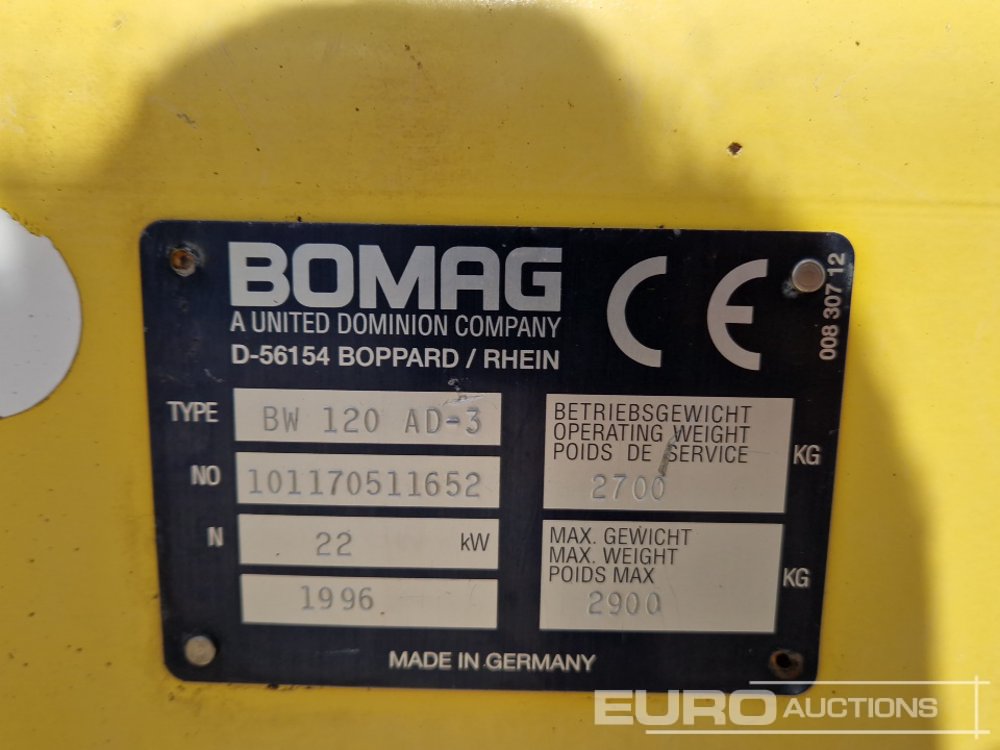 BOMAG
A UNITED DOMINION COMPANY
D-56154 BOPPARD / RHEIN
CE
008 307 12
TYPE BW 120 AD-3
NO 101170511652
N 22 kW
1996
BETRIEBSGEWICHT
OPERATING WEIGHT
POIDS DE SERVICE
2700 KG
MAX. GEWICHT
MAX. WEIGHT
POIDS MAX
2900 KG
MADE IN GERMANY
EURO AUCTIONS